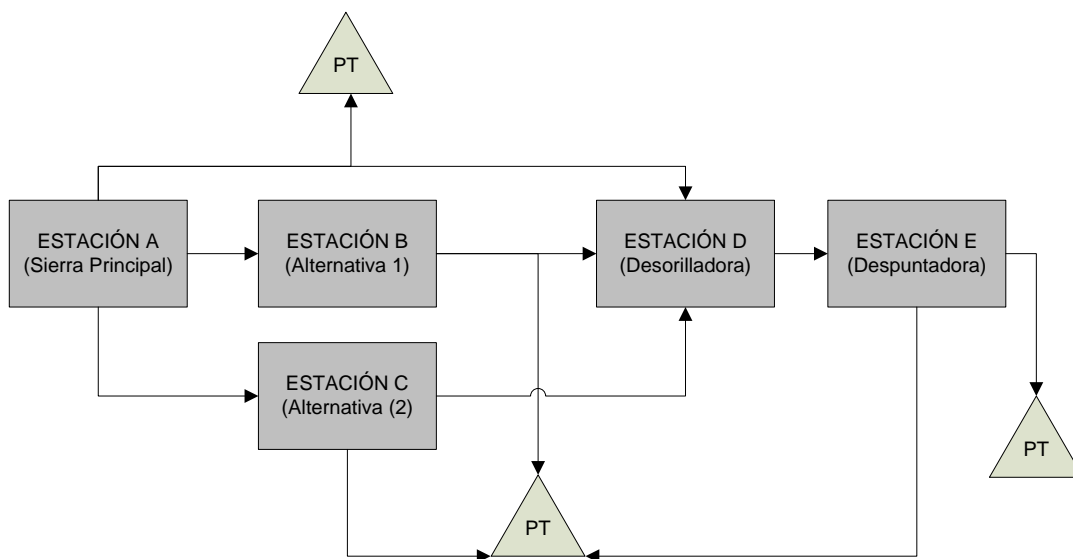 PT
ESTACIÓN A
(Sierra Principal)
ESTACIÓN B
(Alternativa 1)
ESTACIÓN D
(Desorilladora)
ESTACIÓN E
(Despuntadora)
ESTACIÓN C
(Alternativa (2)
PT
PT